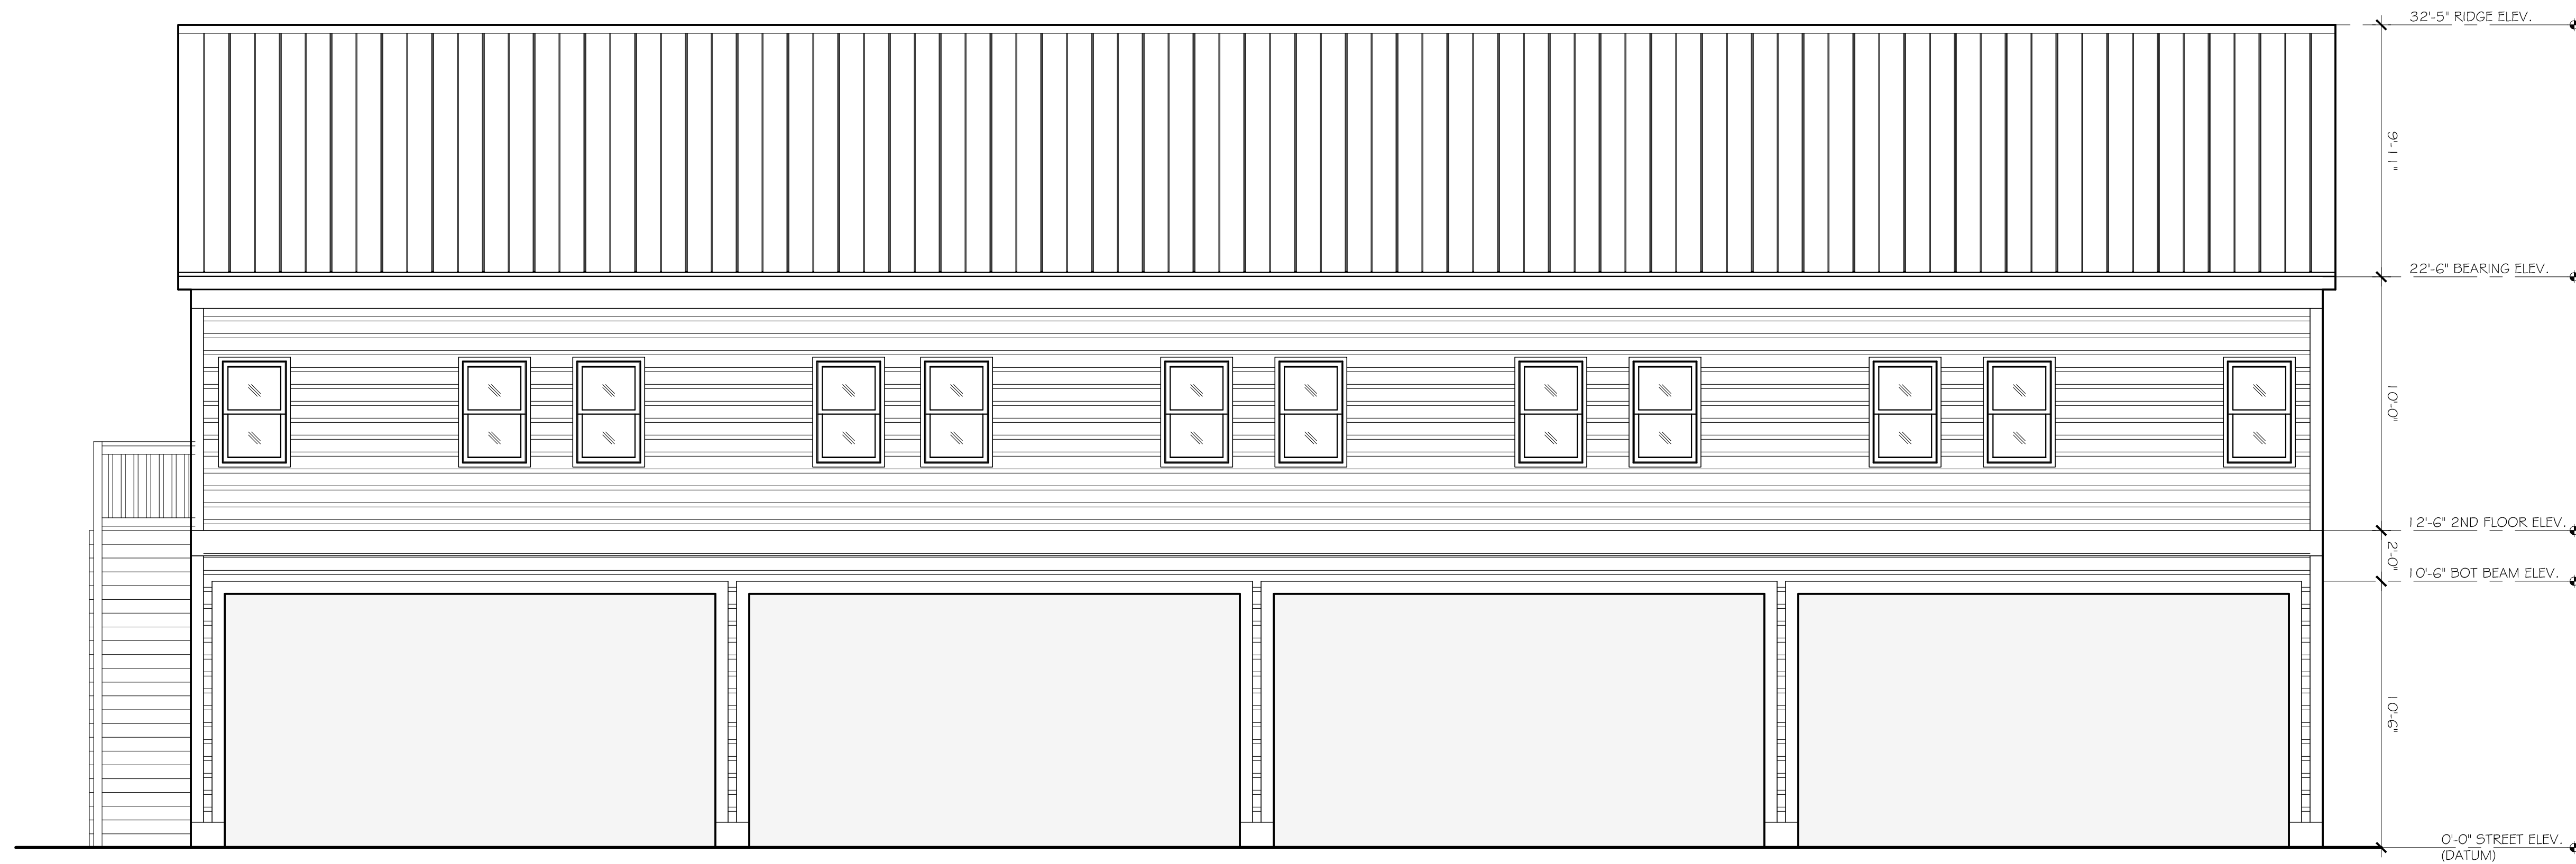 32'-5" RIDGE ELEV.
9'-11"
22'-6" BEARING ELEV.
10'-0"
12'-6" 2ND FLOOR ELEV.
2'-0"
10'-6" BOT BEAM ELEV.
10'-6"
0'-0" STREET ELEV.
(DATUM)